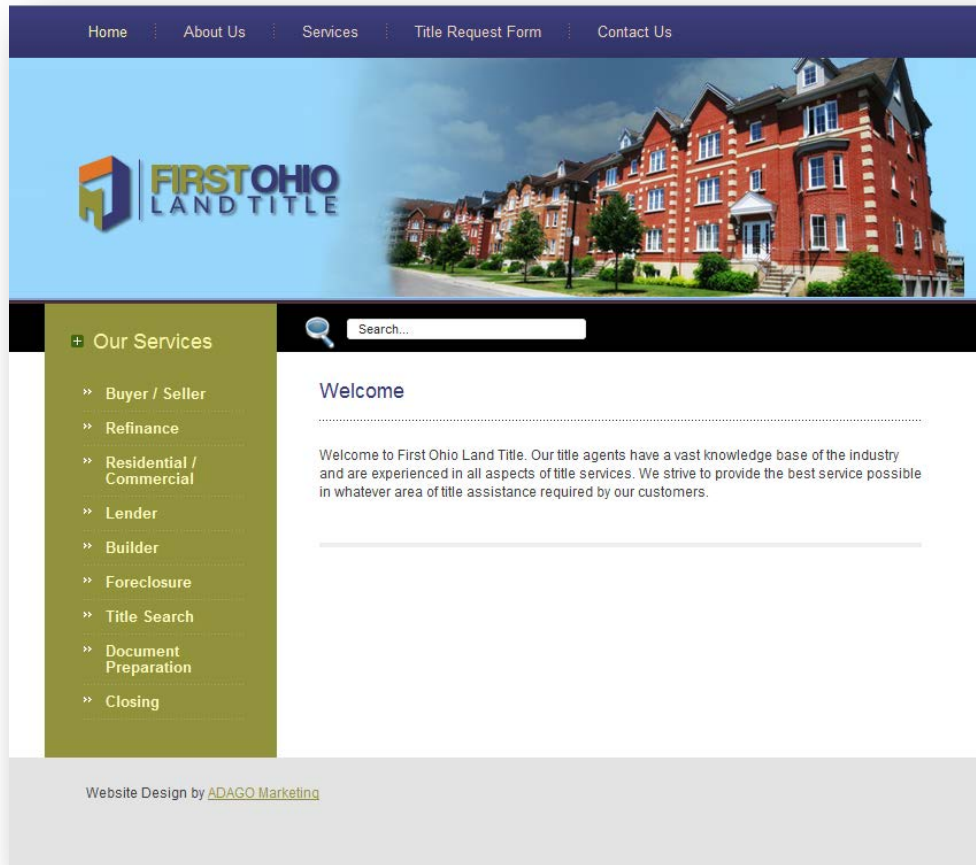 Home
About Us
Services
Title Request Form
Contact Us
FIRSTOHIO
LAND TITLE
Our Services
Search...
Buyer / Seller
Refinance
Residential /
Commercial
Lender
Builder
Foreclosure
Title Search
Document
Preparation
Closing
Welcome
Welcome to First Ohio Land Title. Our title agents have a vast knowledge base of the industry
and are experienced in all aspects of title services. We strive to provide the best service possible
in whatever area of title assistance required by our customers.
Website Design by ADAGO Marketing